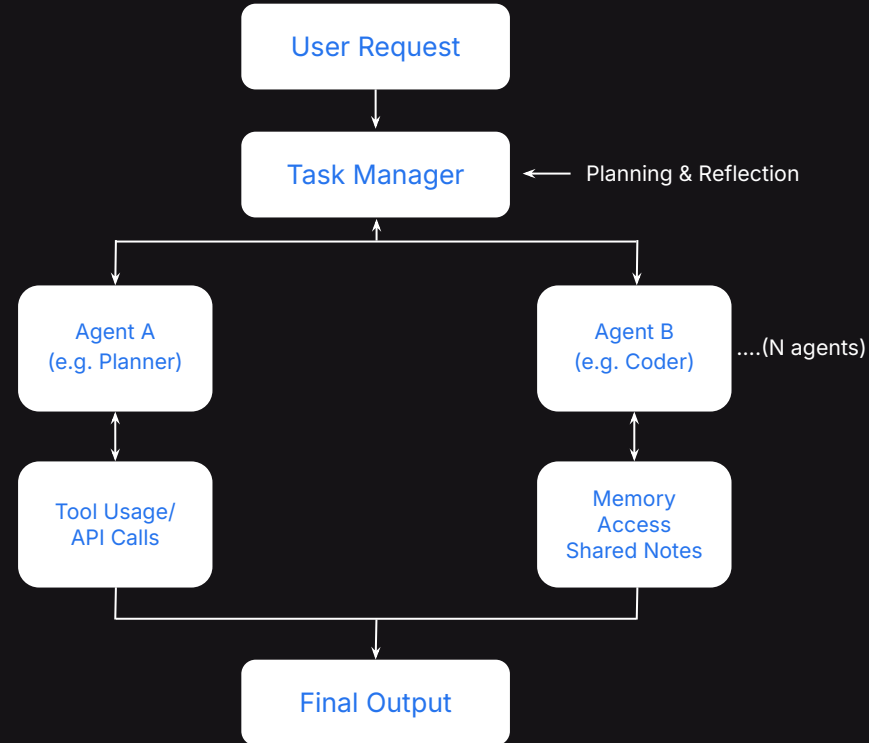 User Request
Task Manager
Planning & Reflection
Agent A
(e.g. Planner)
Agent B
(e.g. Coder)
....(N agents)
Tool Usage/
API Calls
Memory
Access
Shared Notes
Final Output